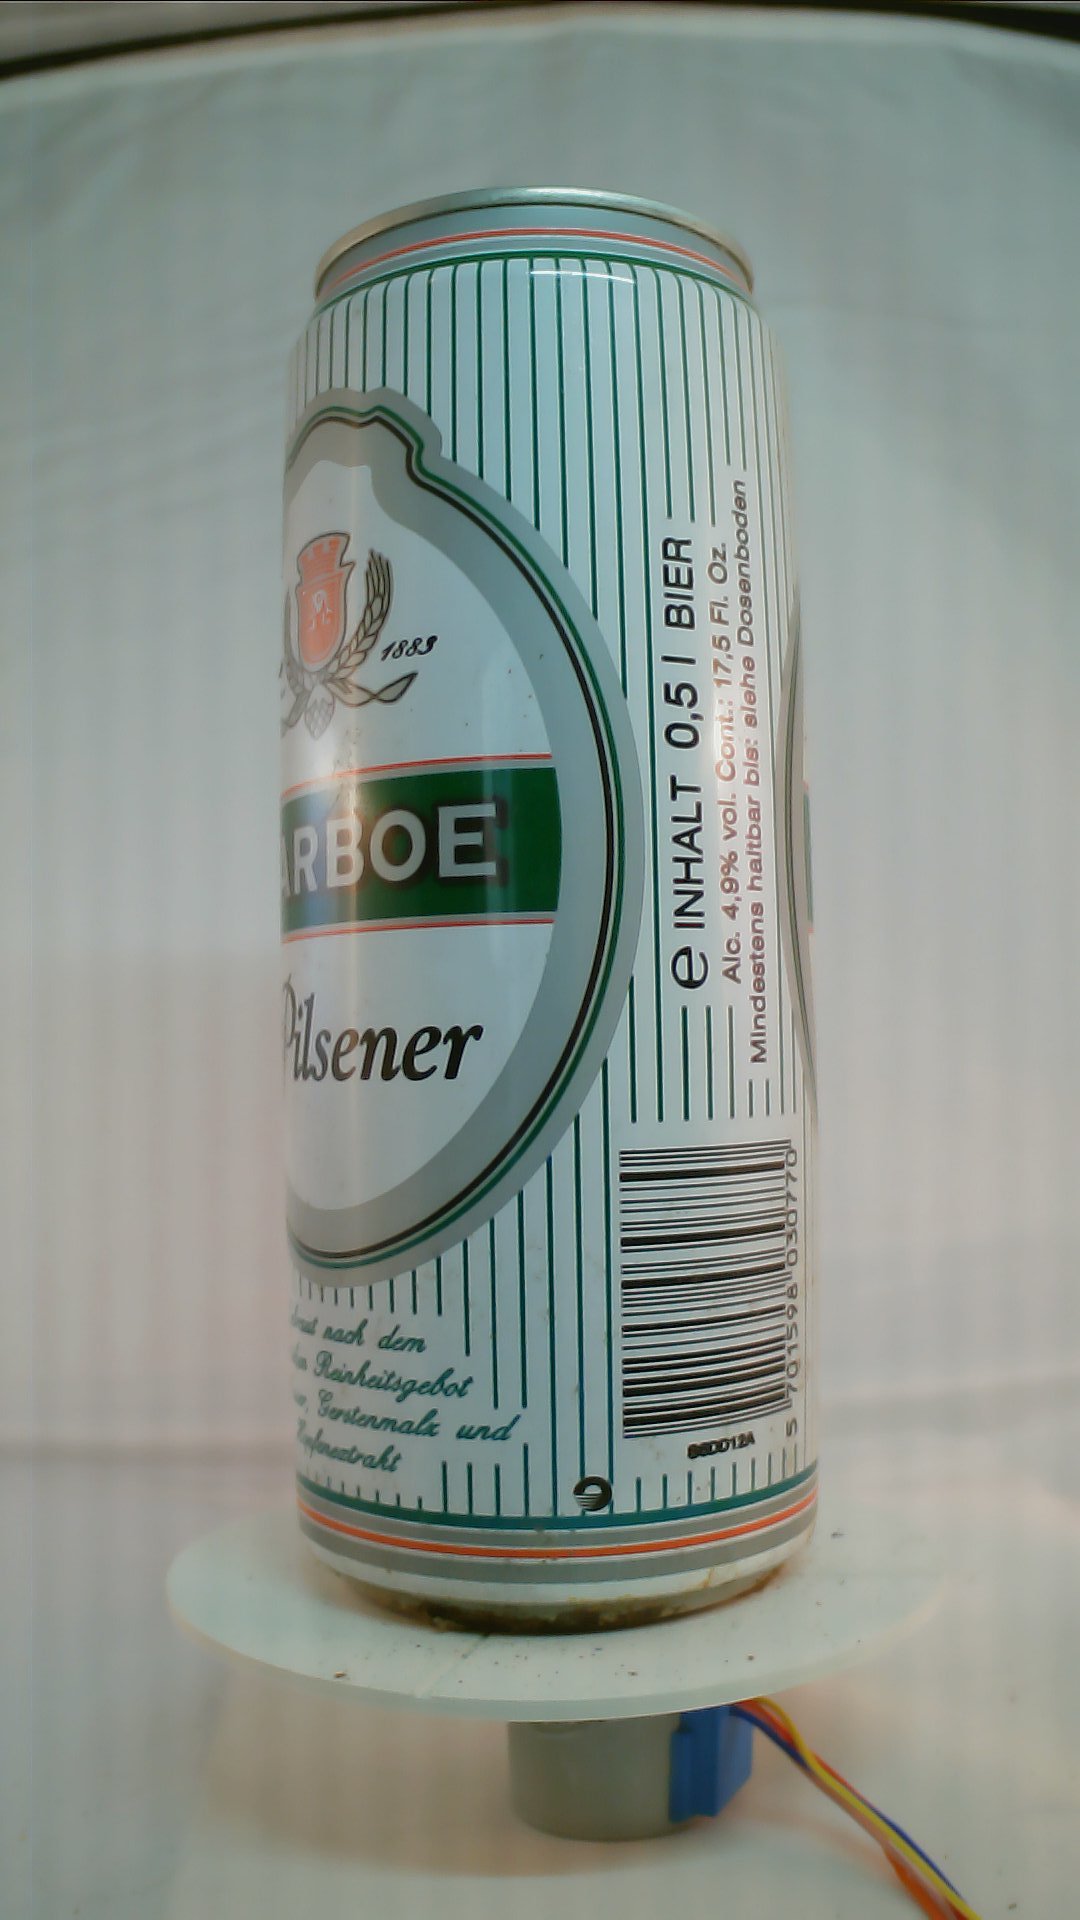 1883
ARBOE
Pilsener
nach dem
Reinheitsgebot
Gerstenmalz und
Hopfenextrakt
e INHALT 0,5 l BIER
Alc. 4,9% vol. Cont.: 17,5 Fl. Oz.
Mindestens haltbar bis: siehe Dosenboden
5 701598 030770